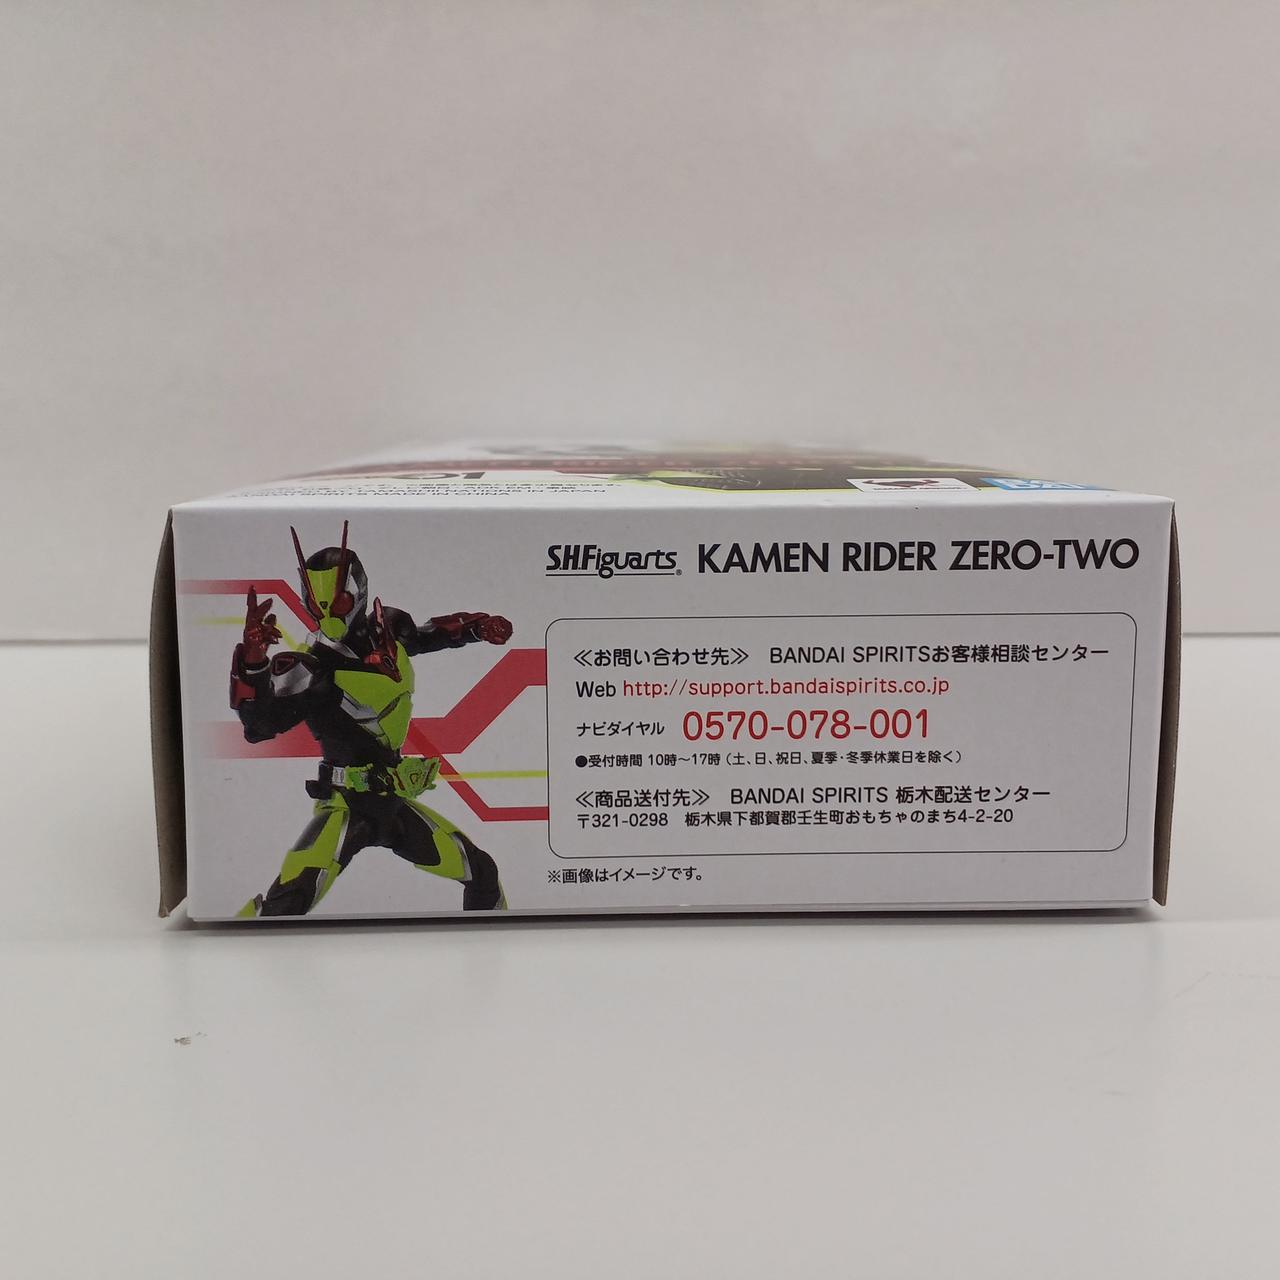 01
MADE IN CHINA
S.H.Figuarts® KAMEN RIDER ZERO-TWO
≪お問い合わせ先≫ BANDAI SPIRITSお客様相談センター
Web http://support.bandaispirits.co.jp
ナビダイヤル 0570-078-001
●受付時間 10時～17時（土、日、祝日、夏季・冬季休業日を除く）
≪商品送付先≫ BANDAI SPIRITS 栃木配送センター
〒321-0298 栃木県下都賀郡壬生町おもちゃのまち4-2-20
※画像はイメージです。